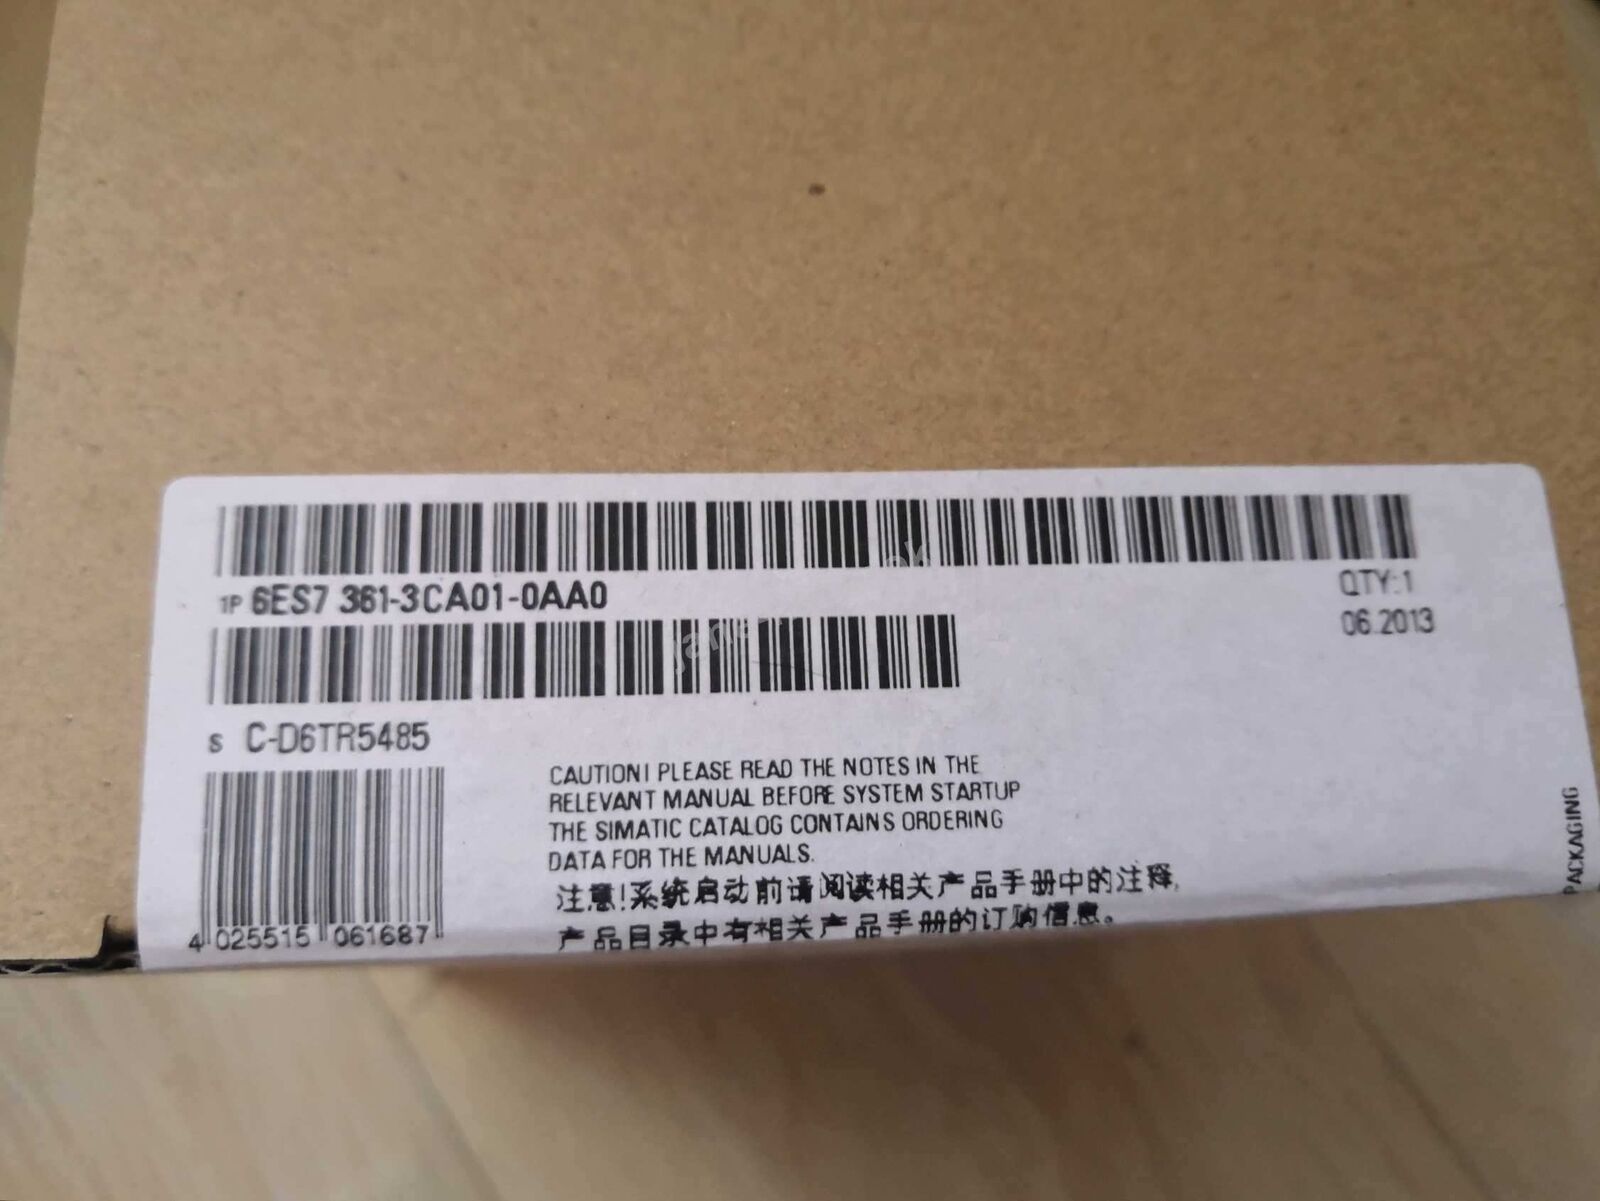 1P 6ES7 361-3CA01-0AA0
QTY:1
06.2013
S C-D6TR5485
CAUTION! PLEASE READ THE NOTES IN THE
RELEVANT MANUAL BEFORE SYSTEM STARTUP
THE SIMATIC CATALOG CONTAINS ORDERING
DATA FOR THE MANUALS.
注意!系统启动前请阅读相关产品手册中的注释,
产品目录中有相关产品手册的订购信息。
4 025515 061687
PACKAGING